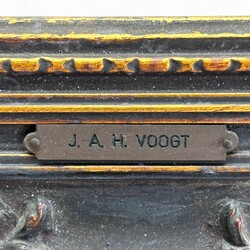 J. A. H. VOOGT